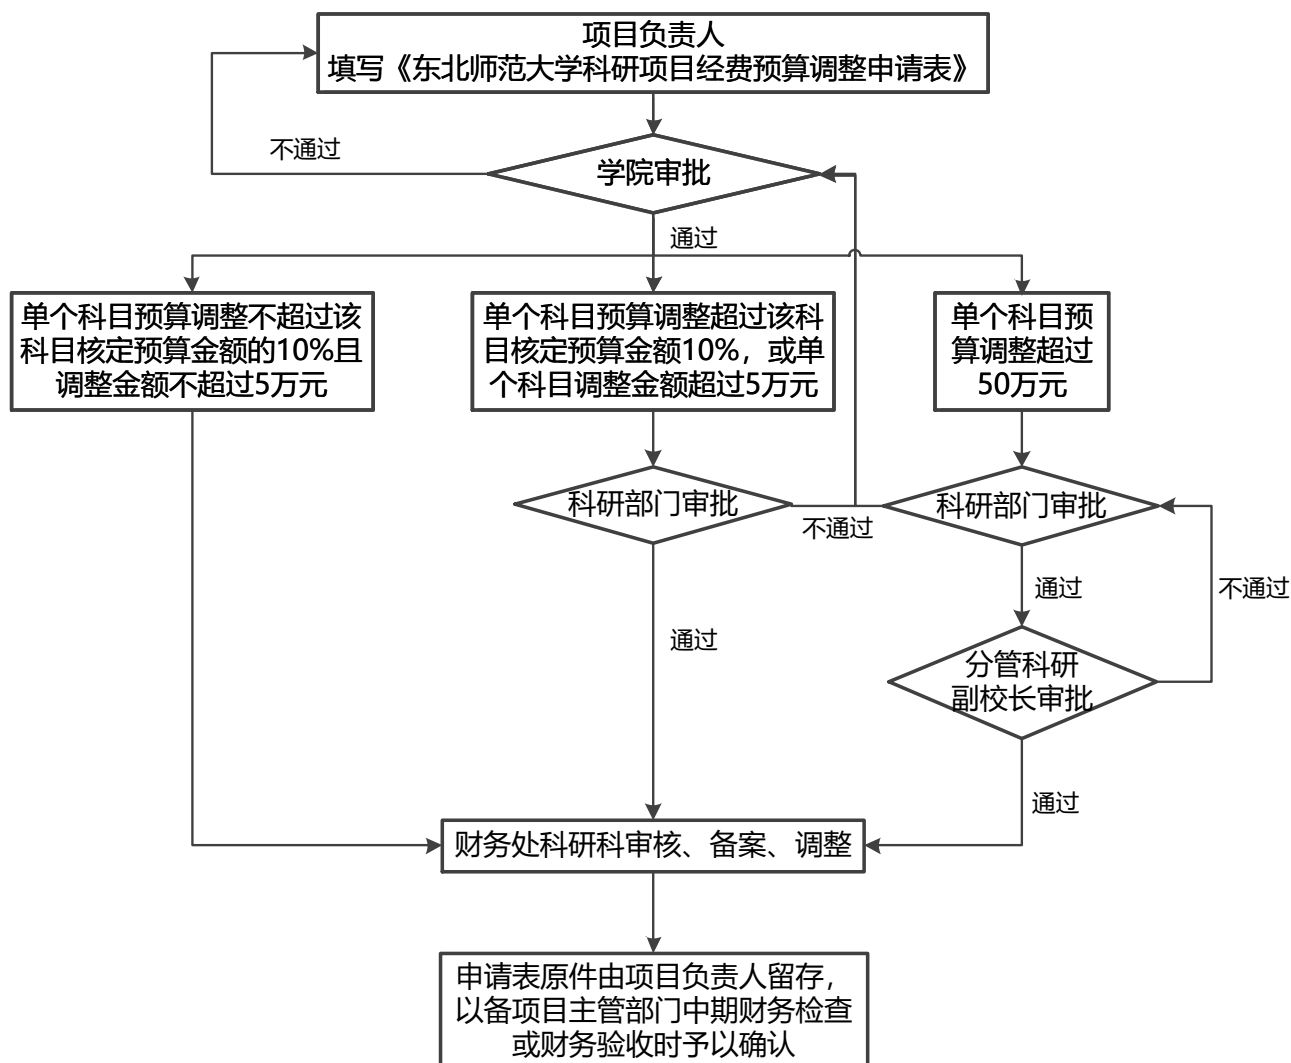 项目负责人
填写《东北师范大学科研项目经费预算调整申请表》
不通过
学院审批
通过
单个科目预算调整不超过该
科目核定预算金额的10%且
调整金额不超过5万元
单个科目预算调整超过该科
目核定预算金额10%，或单
个科目调整金额超过5万元
单个科目预
算调整超过
50万元
科研部门审批
不通过
科研部门审批
通过
不通过
通过
分管科研
副校长审批
通过
财务处科研科审核、备案、调整
申请表原件由项目负责人留存，
以备项目主管部门中期财务检查
或财务验收时予以确认